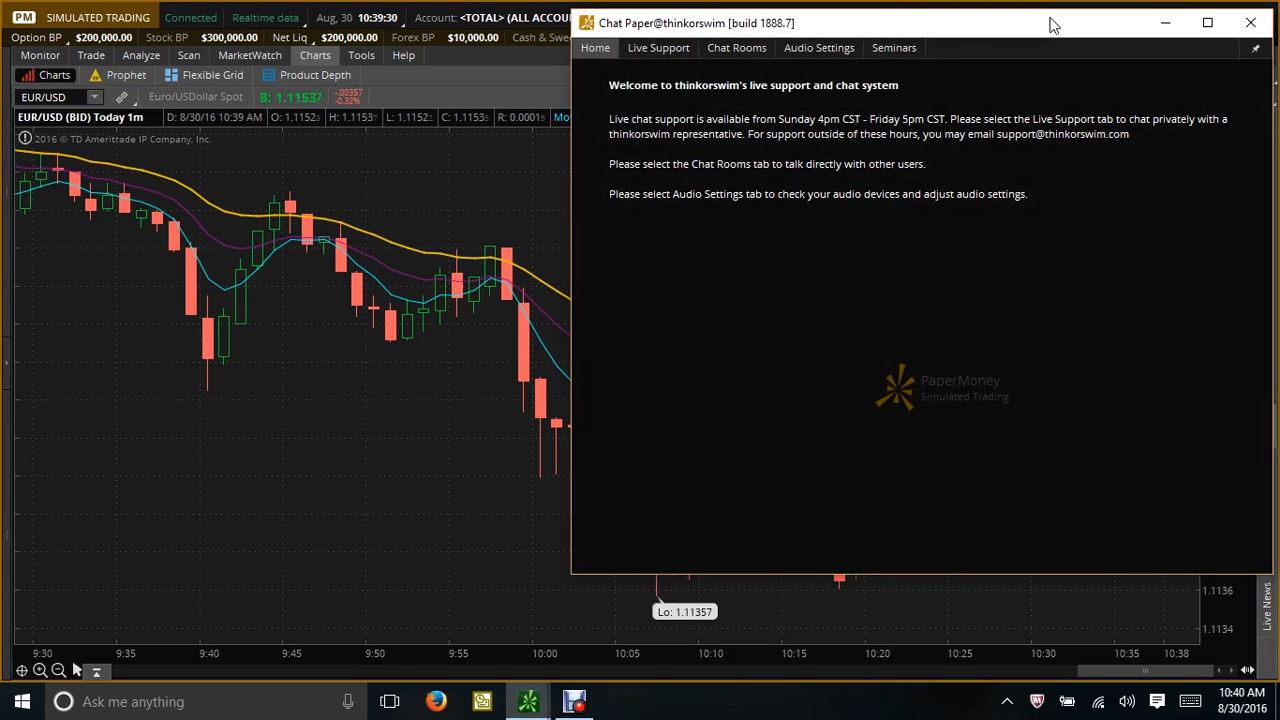 PM SIMULATED TRADING Connected Realtime data Aug, 30 10:39:30 Account: <TOTAL> (ALL ACCOU
Option BP $200,000.00 Stock BP $300,000.00 Net Liq $200,000.00 Forex BP $10,000.00 Cash & Swee
Monitor Trade Analyze Scan MarketWatch Charts Tools Help
Charts Prophet Flexible Grid Product Depth
EUR/USD Euro/USDollar Spot B: 1.11537 -.00357
-0.32%
EUR/USD (BID) Today 1m D: 8/30/16 10:39 AM O: 1.11523 H: 1.11537 L: 1.11522 C: 1.11537 Mov
2016 © TD Ameritrade IP Company, Inc.
Chat Paper@thinkorswim [build 1888.7]
Home Live Support Chat Rooms Audio Settings Seminars
Welcome to thinkorswim's live support and chat system
Live chat support is available from Sunday 4pm CST - Friday 5pm CST. Please select the Live Support tab to chat privately with a
thinkorswim representative. For support outside of these hours, you may email support@thinkorswim.com
Please select the Chat Rooms tab to talk directly with other users.
Please select Audio Settings tab to check your audio devices and adjust audio settings.
PaperMoney
Simulated Trading
1.1136
Lo: 1.11357
1.1134
Live News
9:30 9:35 9:40 9:45 9:50 9:55 10:00 10:05 10:10 10:15 10:20 10:25 10:30 10:35 10:38
Ask me anything
10:40 AM
8/30/2016